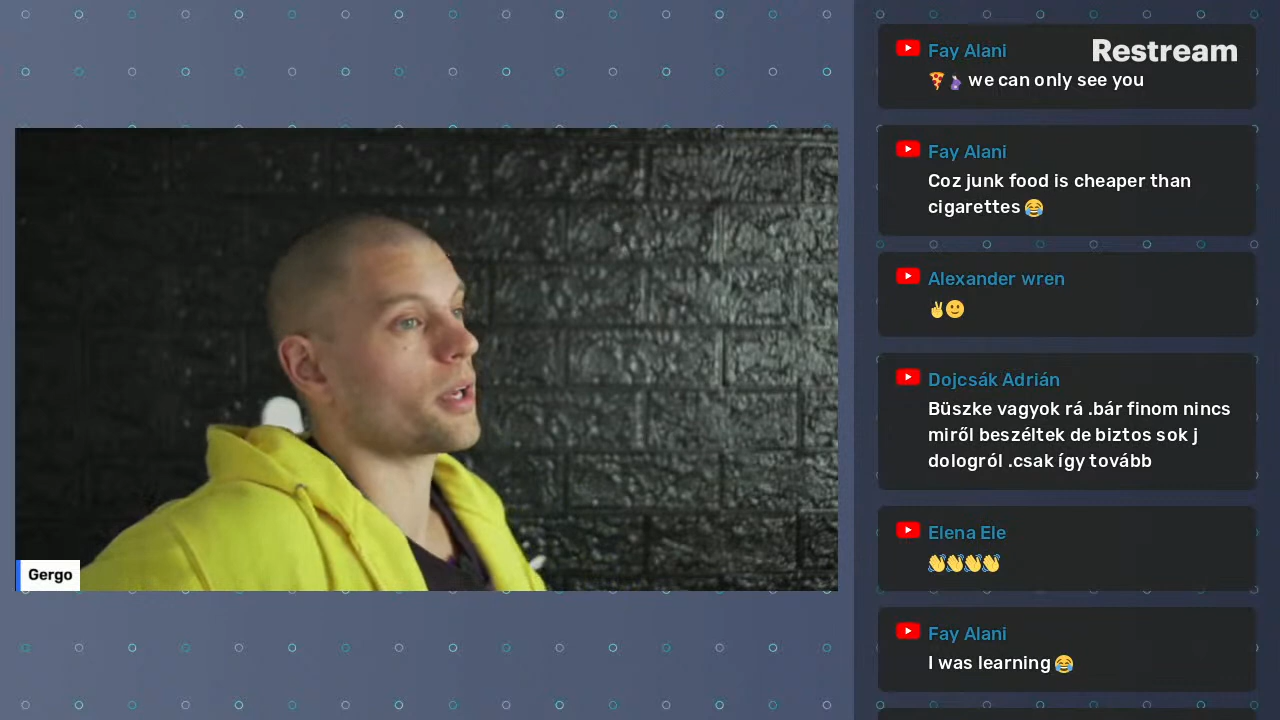 Gergo
Restream
Fay Alani
🍕 we can only see you
Fay Alani
Coz junk food is cheaper than
cigarettes 😂
Alexander wren
✌🙂
Dojcsák Adrián
Büszke vagyok rá .bár finom nincs
miről beszéltek de biztos sok j
dologról .csak így tovább
Elena Ele
👏👏👏👏
Fay Alani
I was learning 😂